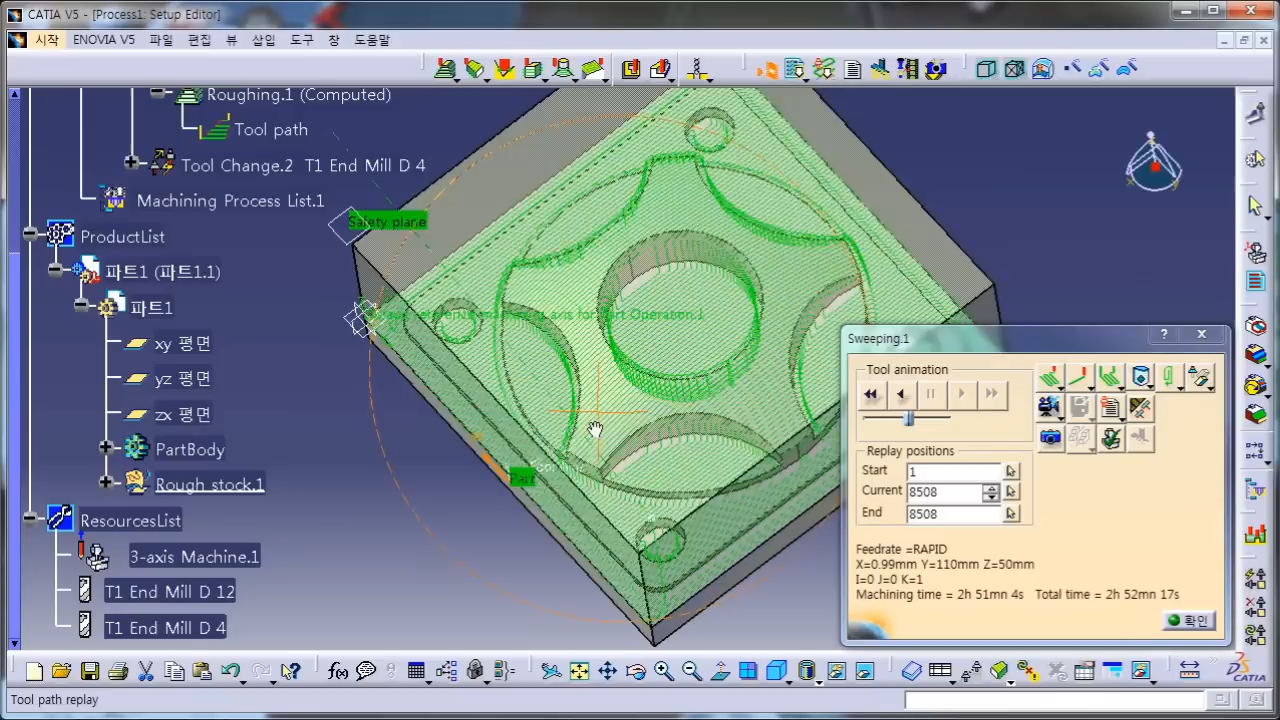 CATIA V5 - [Process1: Setup Editor]
시작 ENOVIA V5 파일 편집 뷰 삽입 도구 창 도움말
Roughing.1 (Computed)
Tool path
Tool Change.2 T1 End Mill D 4
Machining Process List.1
ProductList
파트1 (파트1.1)
파트1
xy 평면
yz 평면
zx 평면
PartBody
Rough stock.1
ResourcesList
3-axis Machine.1
T1 End Mill D 12
T1 End Mill D 4
Safety plane
machining axis for Part Operation.1
Part
Sweeping.1
Tool animation
Replay positions
Start 1
Current 8508
End 8508
Feedrate =RAPID
X=0.99mm Y=110mm Z=50mm
I=0 J=0 K=1
Machining time = 2h 51mn 4s Total time = 2h 52mn 17s
확인
f(x)
CATIA
Tool path replay